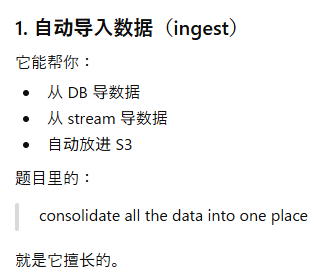 1. 自动导入数据（ingest）
它能帮你：
从 DB 导数据
从 stream 导数据
自动放进 S3
题目里的：
consolidate all the data into one place
就是它擅长的。